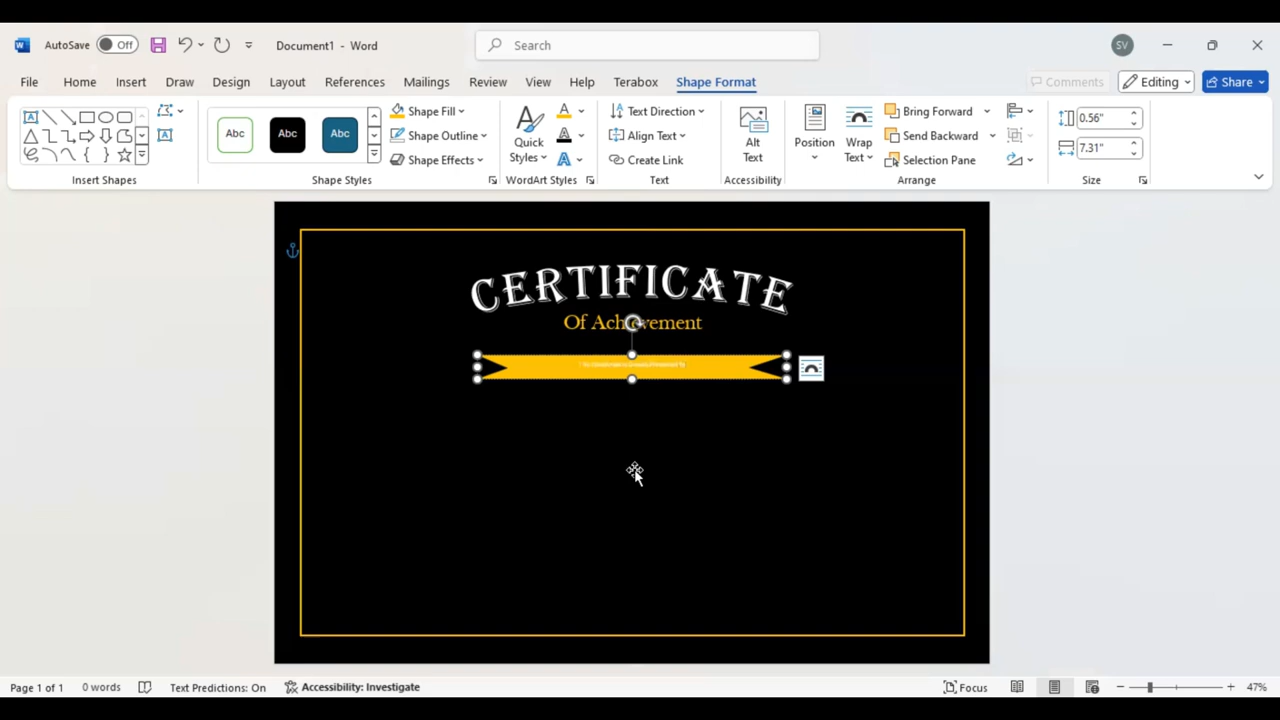 AutoSave Off Document1 - Word Search SV
File Home Insert Draw Design Layout References Mailings Review View Help Terabox Shape Format Comments Editing Share
Abc Abc Abc Shape Fill Text Direction Bring Forward 0.56"
Shape Outline Align Text Send Backward
Quick Styles Alt Text Position Wrap Text
Shape Effects Create Link Selection Pane 7.31"
Insert Shapes Shape Styles WordArt Styles Text Accessibility Arrange Size
CERTIFICATE
Of Achievement
Page 1 of 1 0 words Text Predictions: On Accessibility: Investigate Focus 47%